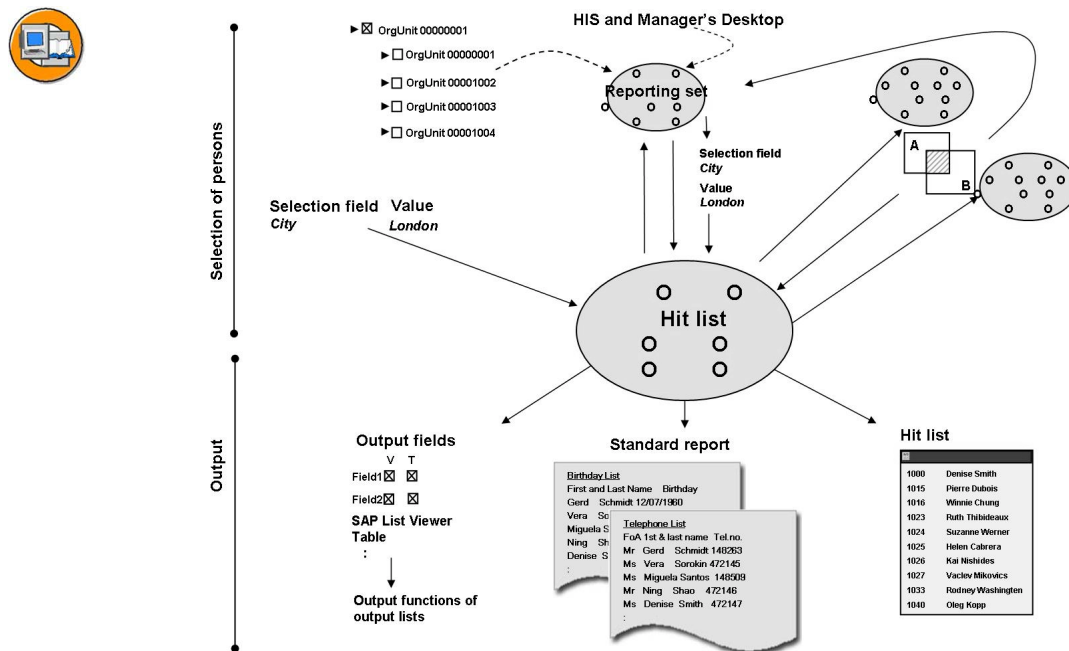 HIS and Manager's Desktop
OrgUnit 00000001
OrgUnit 00000001
OrgUnit 00001002
OrgUnit 00001003
OrgUnit 00001004
Reporting set
Selection field
City
Value
London
A
B
Selection of persons
Selection field Value
City London
Hit list
Output
Output fields
V T
Field1
Field2
SAP List Viewer
Table
:
Output functions of
output lists
Standard report
Birthday List
First and Last Name Birthday
Gerd Schmidt 12/07/1960
Vera So
Miguela S
Ning Sh
Denise S
:
Telephone List
FoA 1st & last name Tel.no.
Mr Gerd Schmidt 148263
Ms Vera Sorokin 472145
Ms Miguela Santos 148509
Mr Ning Shao 472146
Ms Denise Smith 472147
:
Hit list
1000 Denise Smith
1015 Pierre Dubois
1016 Winnie Chung
1023 Ruth Thibideaux
1024 Suzanne Werner
1025 Helen Cabrera
1026 Kai Nishides
1027 Vaclev Mikovics
1033 Rodney Washington
1040 Oleg Kopp